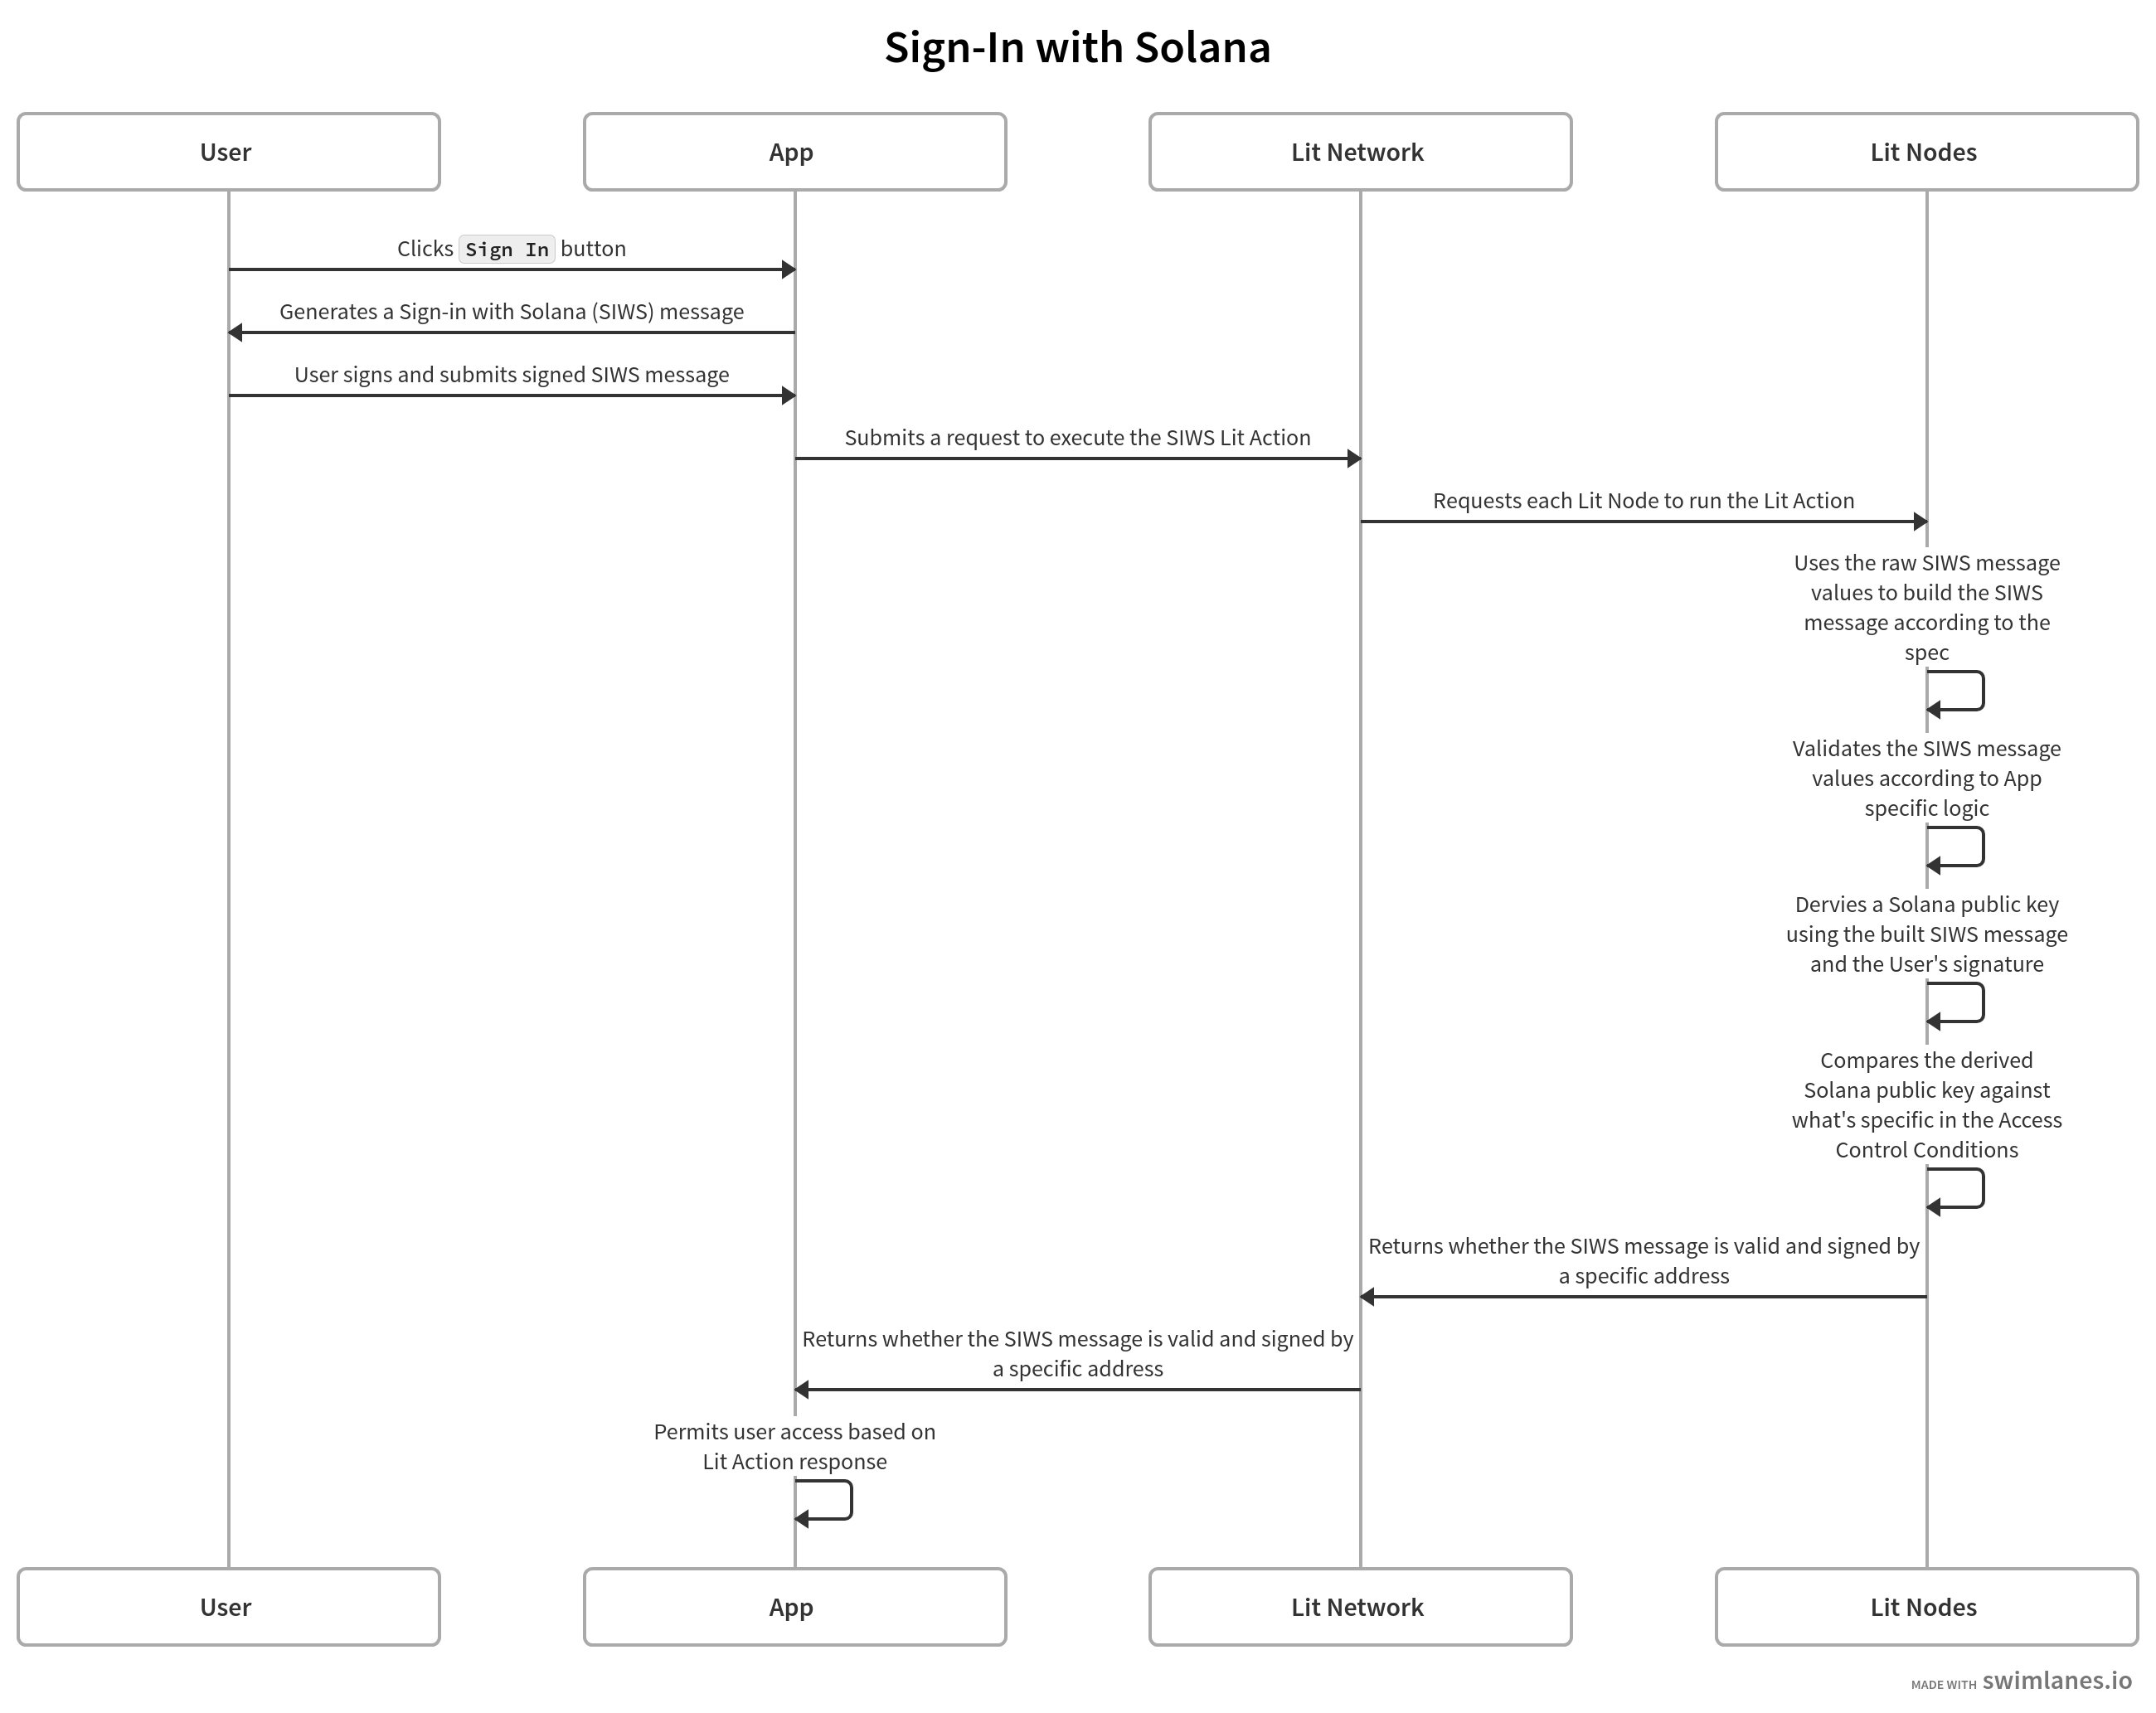 Sign-In with Solana
User
App
Lit Network
Lit Nodes
Clicks Sign In button
Generates a Sign-in with Solana (SIWS) message
User signs and submits signed SIWS message
Submits a request to execute the SIWS Lit Action
Requests each Lit Node to run the Lit Action
Uses the raw SIWS message
values to build the SIWS
message according to the
spec
Validates the SIWS message
values according to App
specific logic
Dervies a Solana public key
using the built SIWS message
and the User's signature
Compares the derived
Solana public key against
what's specific in the Access
Control Conditions
Returns whether the SIWS message is valid and signed by
a specific address
Returns whether the SIWS message is valid and signed by
a specific address
Permits user access based on
Lit Action response
User
App
Lit Network
Lit Nodes
MADE WITH swimlanes.io